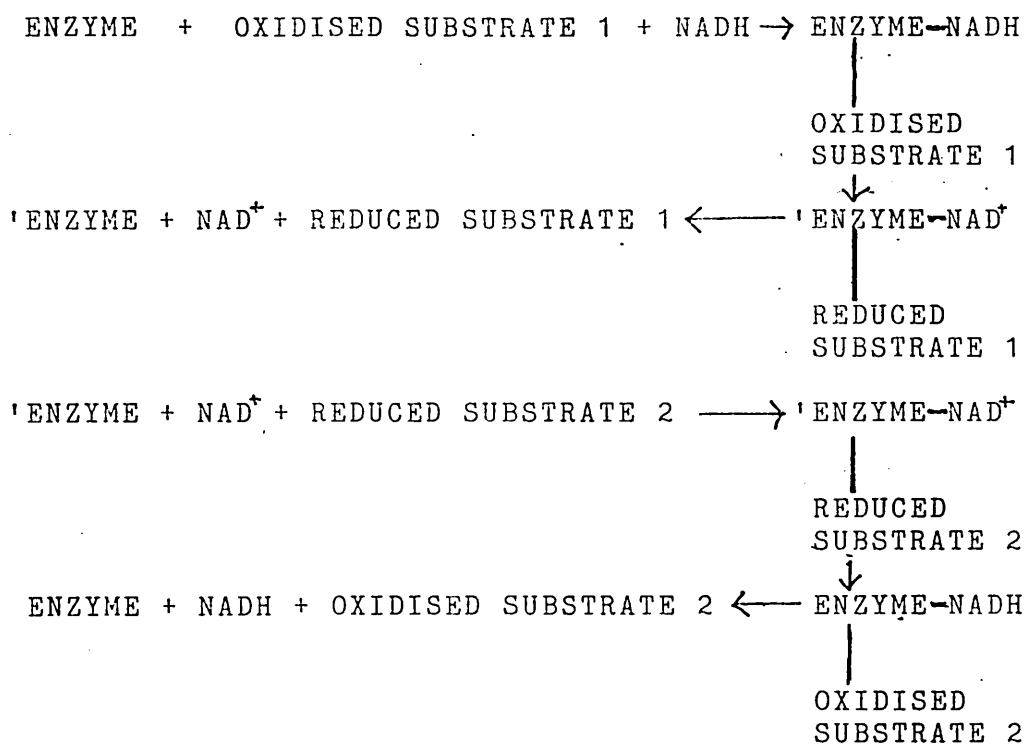 ENZYME + OXIDISED SUBSTRATE 1 + NADH → ENZYME-NADH
OXIDISED
SUBSTRATE 1
'ENZYME + NAD⁺ + REDUCED SUBSTRATE 1 ← 'ENZYME-NAD⁺
REDUCED
SUBSTRATE 1
'ENZYME + NAD⁺ + REDUCED SUBSTRATE 2 → 'ENZYME-NAD⁺
REDUCED
SUBSTRATE 2
ENZYME + NADH + OXIDISED SUBSTRATE 2 ← ENZYME-NADH
OXIDISED
SUBSTRATE 2